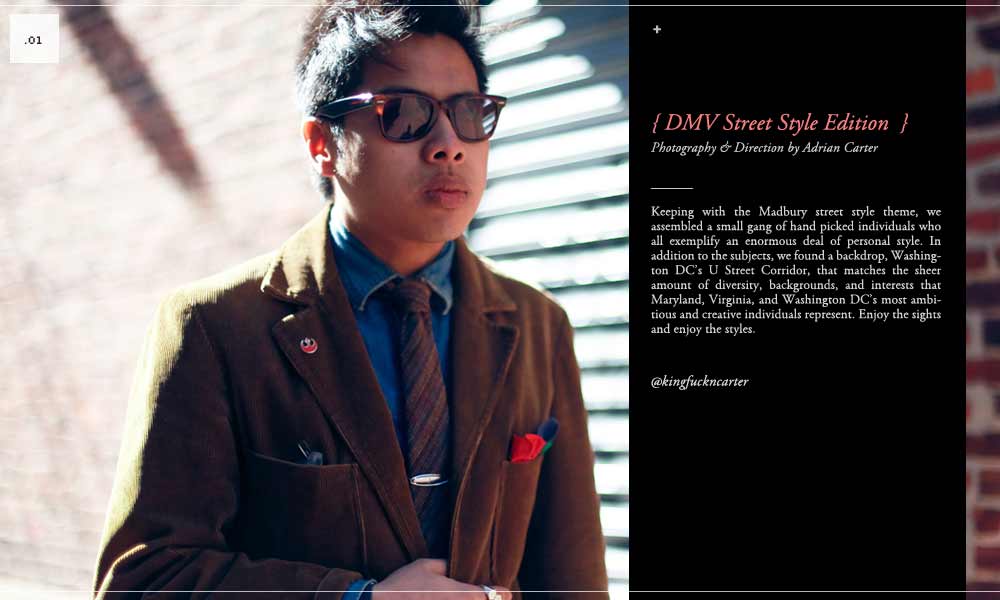 .01
+
{ DMV Street Style Edition }
Photography & Direction by Adrian Carter
Keeping with the Madbury street style theme, we
assembled a small gang of hand picked individuals who
all exemplify an enormous deal of personal style. In
addition to the subjects, we found a backdrop, Washing-
ton DC's U Street Corridor, that matches the sheer
amount of diversity, backgrounds, and interests that
Maryland, Virginia, and Washington DC's most ambi-
tious and creative individuals represent. Enjoy the sights
and enjoy the styles.
@kingfuckncarter